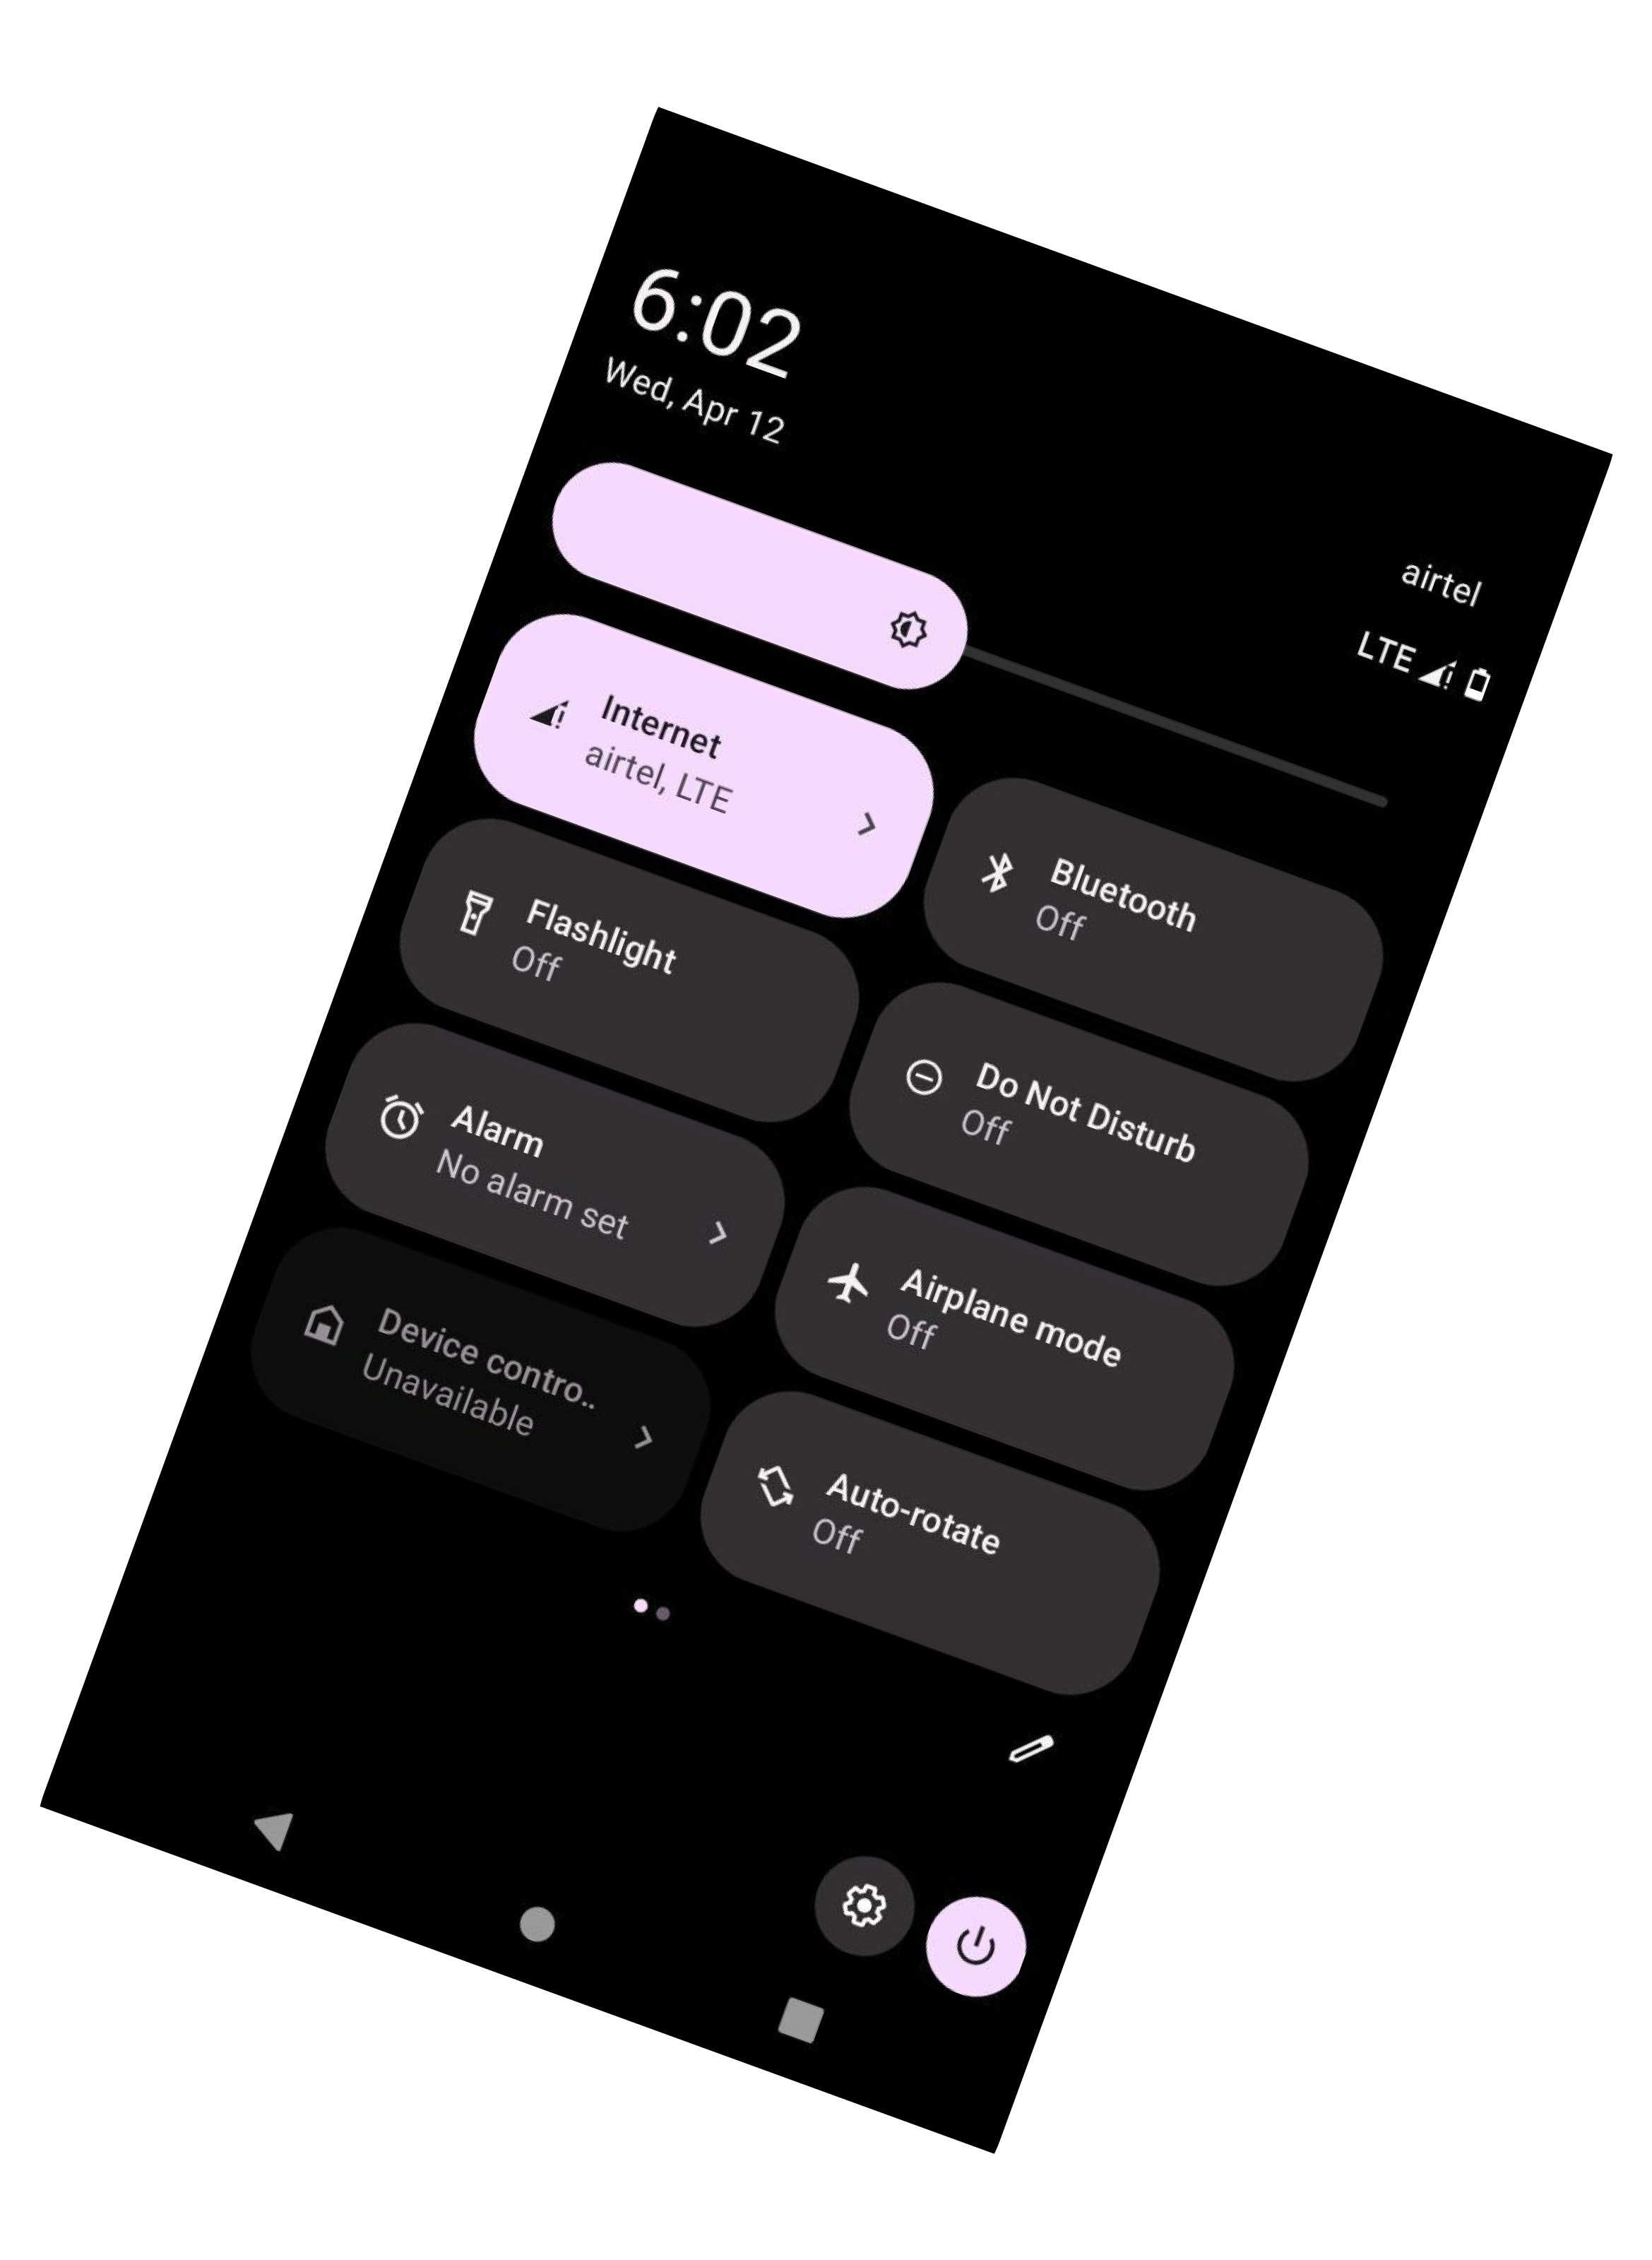 6:02
Wed, Apr 12
airtel
LTE
Internet
airtel, LTE
Bluetooth
Off
Flashlight
Off
Do Not Disturb
Off
Alarm
No alarm set
Airplane mode
Off
Device contro..
Unavailable
Auto-rotate
Off